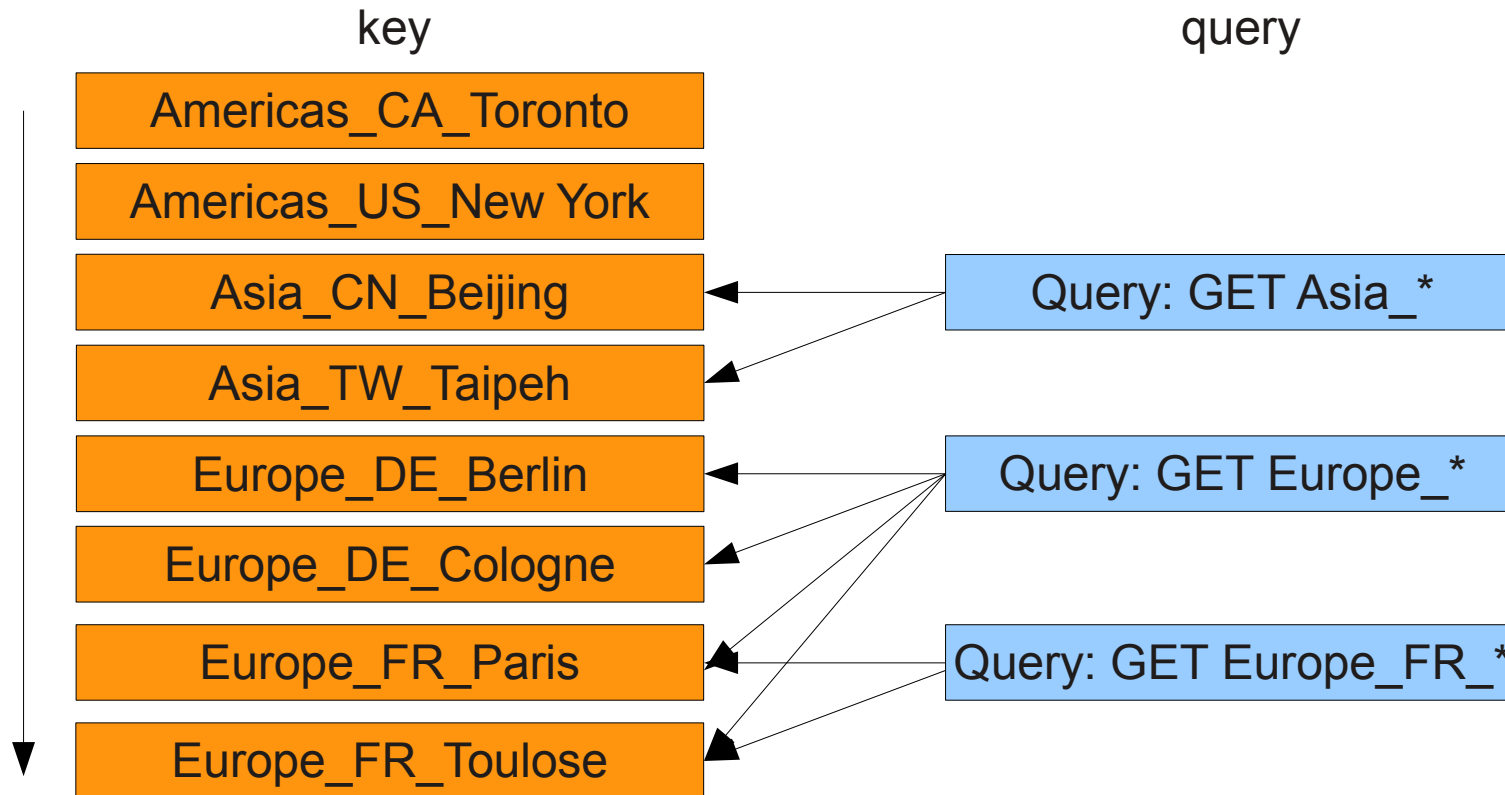 key
query
Americas_CA_Toronto
Americas_US_New York
Asia_CN_Beijing
Query: GET Asia_*
Asia_TW_Taipeh
Europe_DE_Berlin
Query: GET Europe_*
Europe_DE_Cologne
Europe_FR_Paris
Query: GET Europe_FR_*
Europe_FR_Toulose